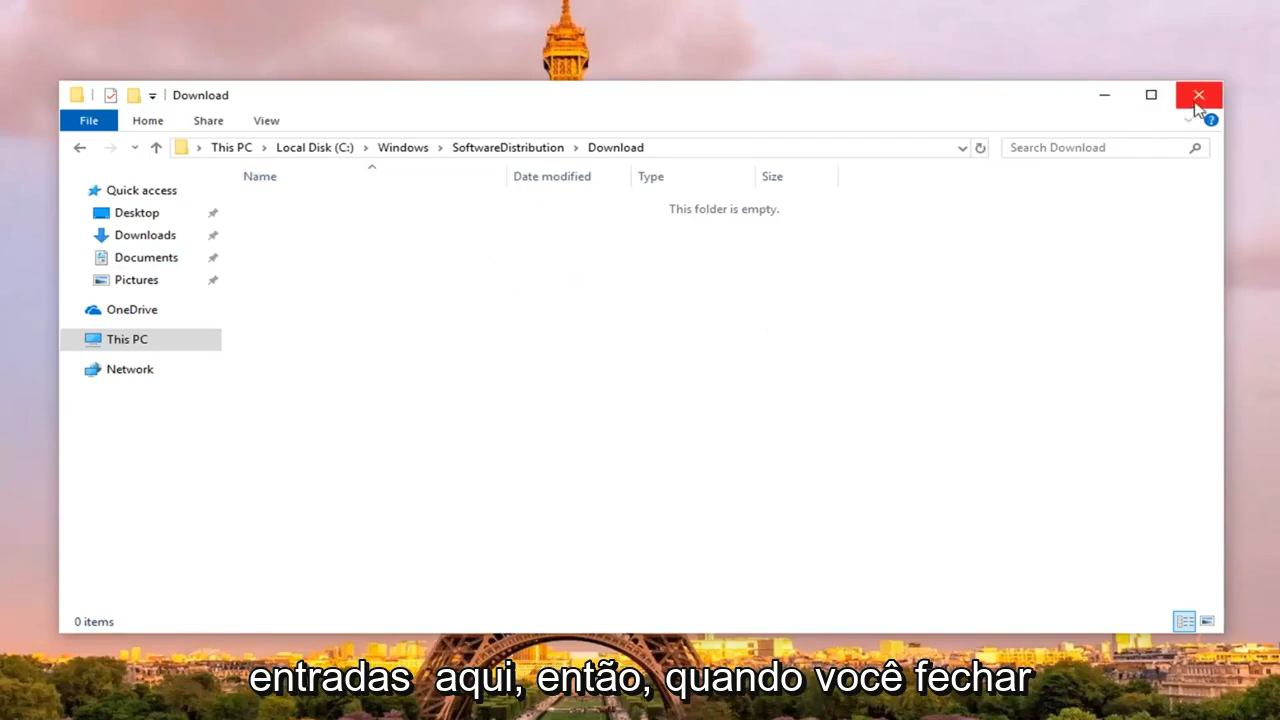 Download
File Home Share View
This PC Local Disk (C:) Windows SoftwareDistribution Download Search Download
Name Date modified Type Size
This folder is empty.
Quick access
Desktop
Downloads
Documents
Pictures
OneDrive
This PC
Network
0 items
entradas aqui, então, quando você fechar